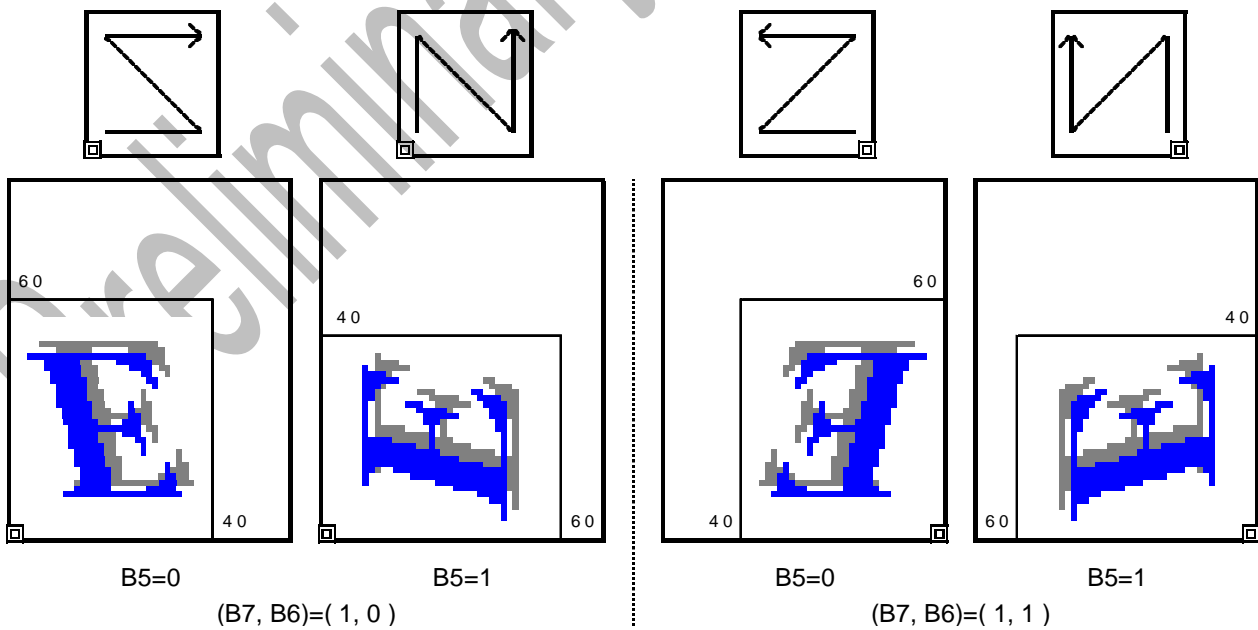 Preliminary
60
60
40
40
40
60
40
60
B5=0
B5=1
B5=0
B5=1
(B7, B6)=( 1, 0 )
(B7, B6)=( 1, 1 )